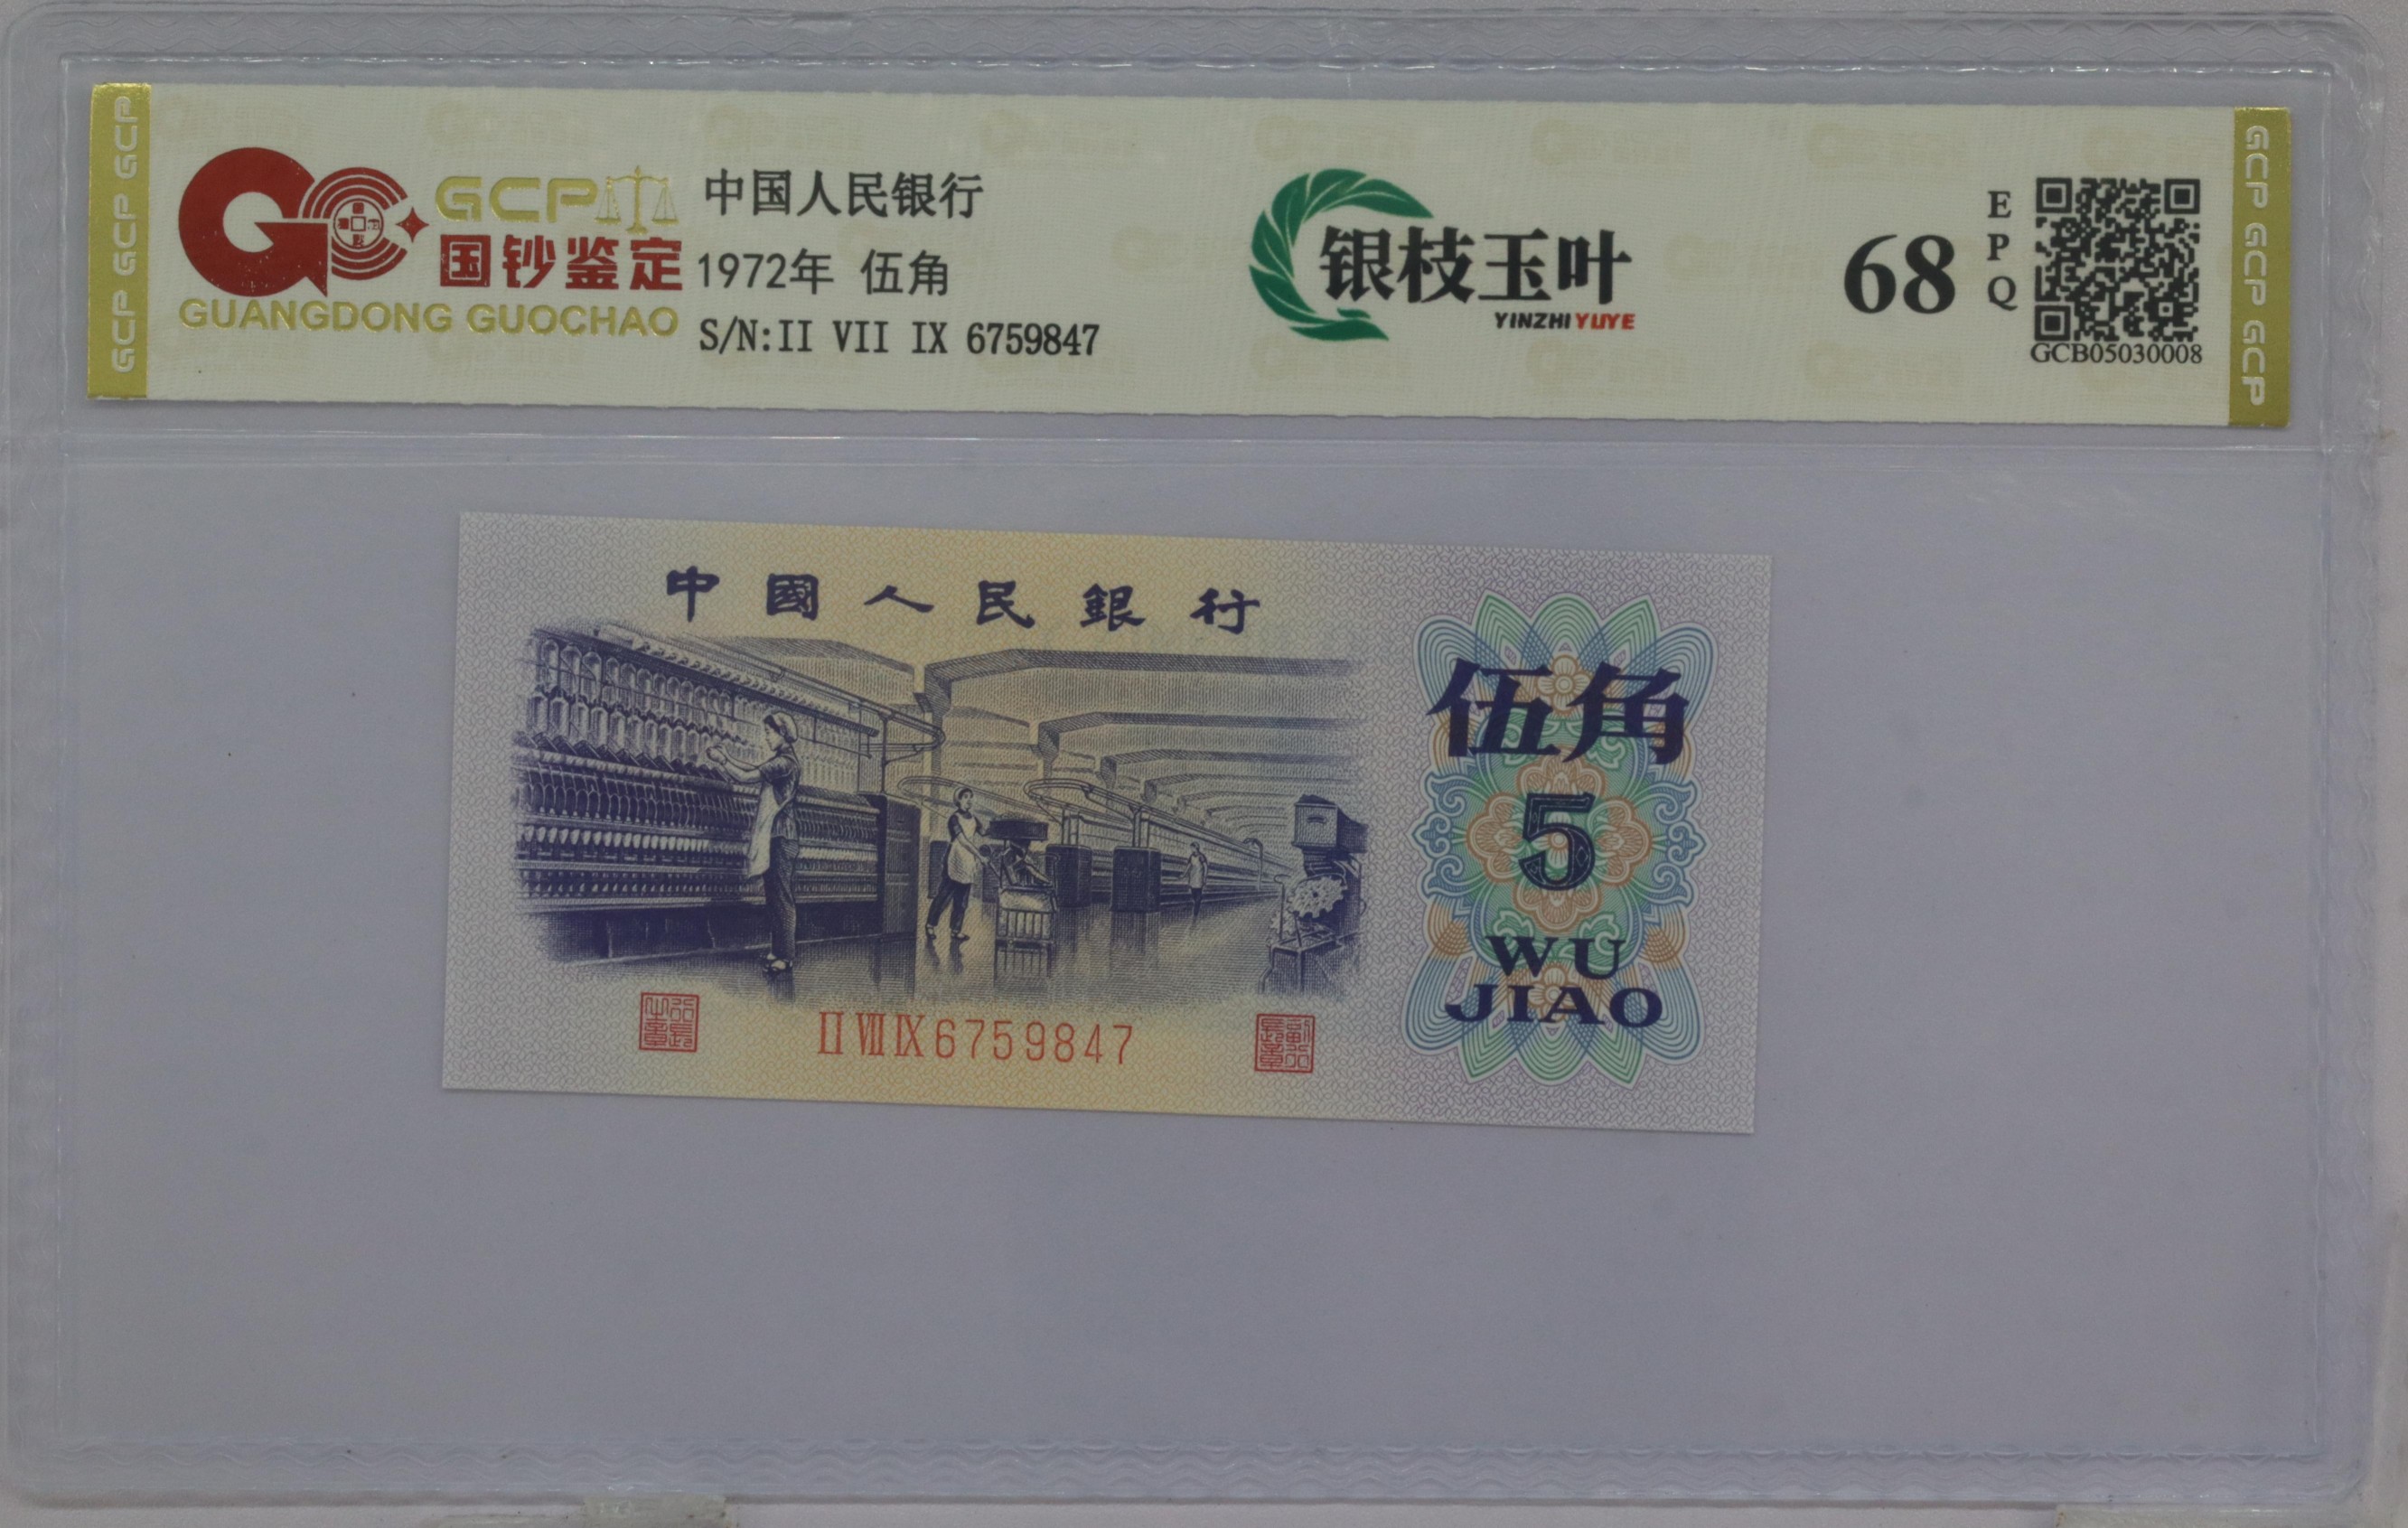 GCP GCP GCP
GCP
国钞鉴定
GUANGDONG GUOCHAO
中国人民银行
1972年 伍角
S/N:II VII IX 6759847
银枝玉叶
YINZHI YUYE
68
EPQ
GCB05030008
GCP GCP GCP
中國人民銀行
伍角
5
WU
JIAO
II VII IX 6759847